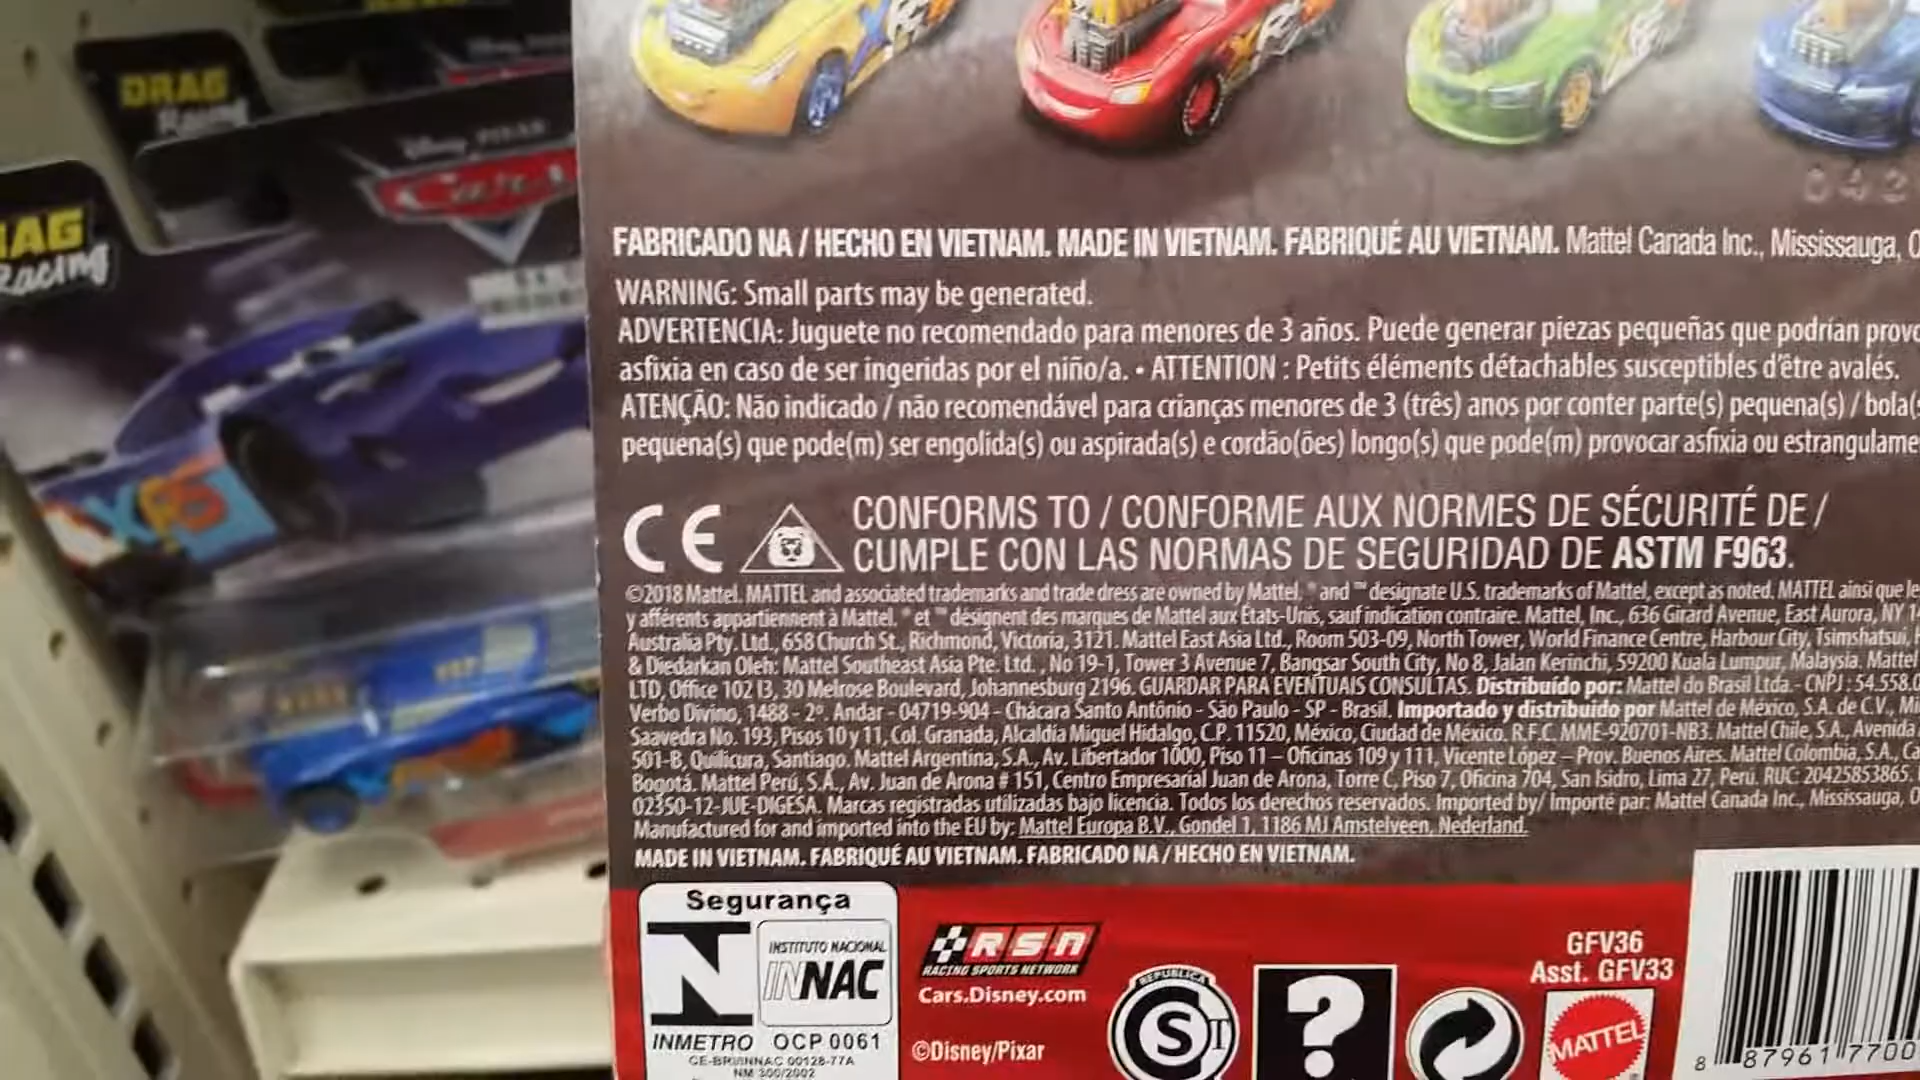 DRAG
Racing
Disney PIXAR
Cars
Racing
FABRICADO NA / HECHO EN VIETNAM. MADE IN VIETNAM. FABRIQUÉ AU VIETNAM. Mattel Canada Inc., Mississauga,
WARNING: Small parts may be generated.
ADVERTENCIA: Juguete no recomendado para menores de 3 años. Puede generar piezas pequeñas que podrían
asfixia en caso de ser ingeridas por el niño/a. • ATTENTION : Petits éléments détachables susceptibles d'être avalés.
ATENÇÃO: Não indicado / não recomendável para crianças menores de 3 (três) anos por conter parte(s) pequena(s) /
pequena(s) que pode(m) ser engolida(s) ou aspirada(s) e cordão(ões) longo(s) que pode(m) provocar asfixia ou
CE CONFORMS TO / CONFORME AUX NORMES DE SÉCURITÉ DE /
CUMPLE CON LAS NORMAS DE SEGURIDAD DE ASTM F963.
©2018 Mattel. MATTEL and associated trademarks and trade dress are owned by Mattel. ® and ™ designate U.S. trademarks of Mattel, except as noted. MATTEL ainsi que
y afférents appartiennent à Mattel. ® et ™ désignent des marques de Mattel aux États-Unis, sauf indication contraire. Mattel, Inc., 636 Girard Avenue, East Aurora, NY
Australia Pty. Ltd., 658 Church St., Richmond, Victoria, 3121. Mattel East Asia Ltd., Room 503-09, North Tower, World Finance Centre, Harbour City, Tsimshatsui,
& Diedarkan Oleh: Mattel Southeast Asia Pte. Ltd. , No 19-1, Tower 3 Avenue 7, Bangsar South City, No 8, Jalan Kerinchi, 59200 Kuala Lumpur, Malaysia. Mattel
LTD, Office 102 I3, 30 Melrose Boulevard, Johannesburg 2196. GUARDAR PARA EVENTUAIS CONSULTAS. Distribuído por: Mattel do Brasil Ltda.- CNPJ : 54.558.0
Verbo Divino, 1488 - 2º. Andar - 04719-904 - Chácara Santo Antônio - São Paulo - SP - Brasil. Importado y distribuido por Mattel de México, S.A. de C.V.,
Saavedra No. 193, Pisos 10 y 11, Col. Granada, Alcaldía Miguel Hidalgo, C.P. 11520, México, Ciudad de México. R.F.C. MME-920701-NB3. Mattel Chile, S.A., Avenida
501-B, Quilicura, Santiago. Mattel Argentina, S.A., Av. Libertador 1000, Piso 11 – Oficinas 109 y 111, Vicente López – Prov. Buenos Aires. Mattel Colombia, S.A.,
Bogotá. Mattel Perú, S.A., Av. Juan de Arona # 151, Centro Empresarial Juan de Arona, Torre C, Piso 7, Oficina 704, San Isidro, Lima 27, Perú. RUC: 20425853865.
02350-12-JUE-DIGESA. Marcas registradas utilizadas bajo licencia. Todos los derechos reservados. Imported by/ Importé par: Mattel Canada Inc., Mississauga,
Manufactured for and imported into the EU by: Mattel Europa B.V., Gondel 1, 1186 MJ Amstelveen, Nederland.
MADE IN VIETNAM. FABRIQUÉ AU VIETNAM. FABRICADO NA / HECHO EN VIETNAM.
Segurança
INSTITUTO NACIONAL
INNAC
INMETRO OCP 0061
CE-BRI/INNAC 00128-77A
NM 300/2002
RSN
RACING SPORTS NETWORK
Cars.Disney.com
©Disney/Pixar
REPUBLICA
S T
?
GFV36
Asst. GFV33
MATTEL
8 87961 7700